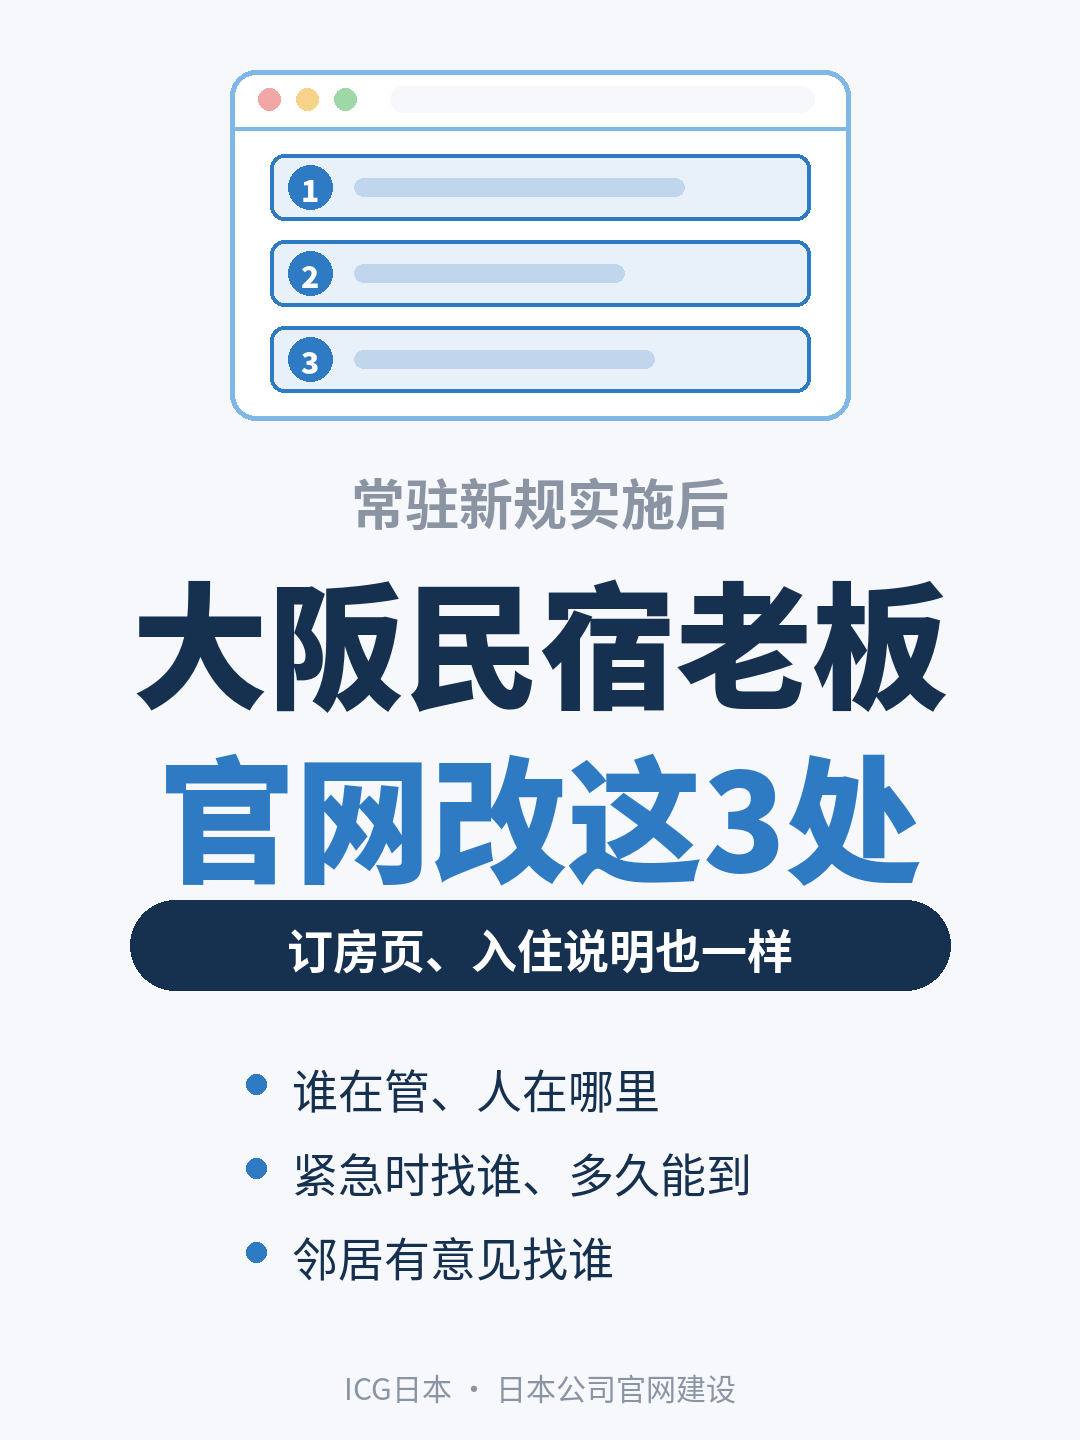 1
2
3
常驻新规实施后
大阪民宿老板
官网改这3处
订房页、入住说明也一样
谁在管、人在哪里
紧急时找谁、多久能到
邻居有意见找谁
ICG日本 · 日本公司官网建设